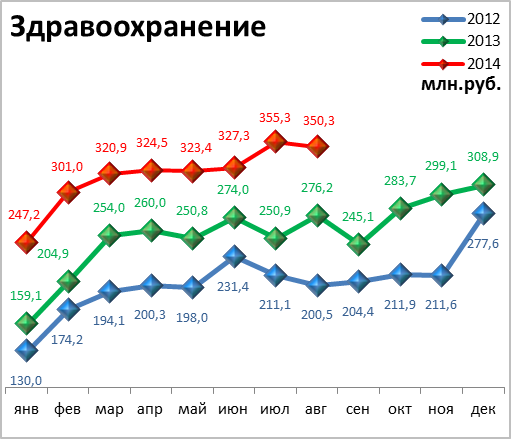 Здравоохранение
2012
2013
2014
млн.руб.
247,2 301,0 320,9 324,5 323,4 327,3 355,3 350,3
159,1 204,9 254,0 260,0 250,8 274,0 250,9 276,2 245,1 283,7 299,1 308,9
130,0 174,2 194,1 200,3 198,0 231,4 211,1 200,5 204,4 211,9 211,6 277,6
янв фев мар апр май июн июл авг сен окт ноя дек